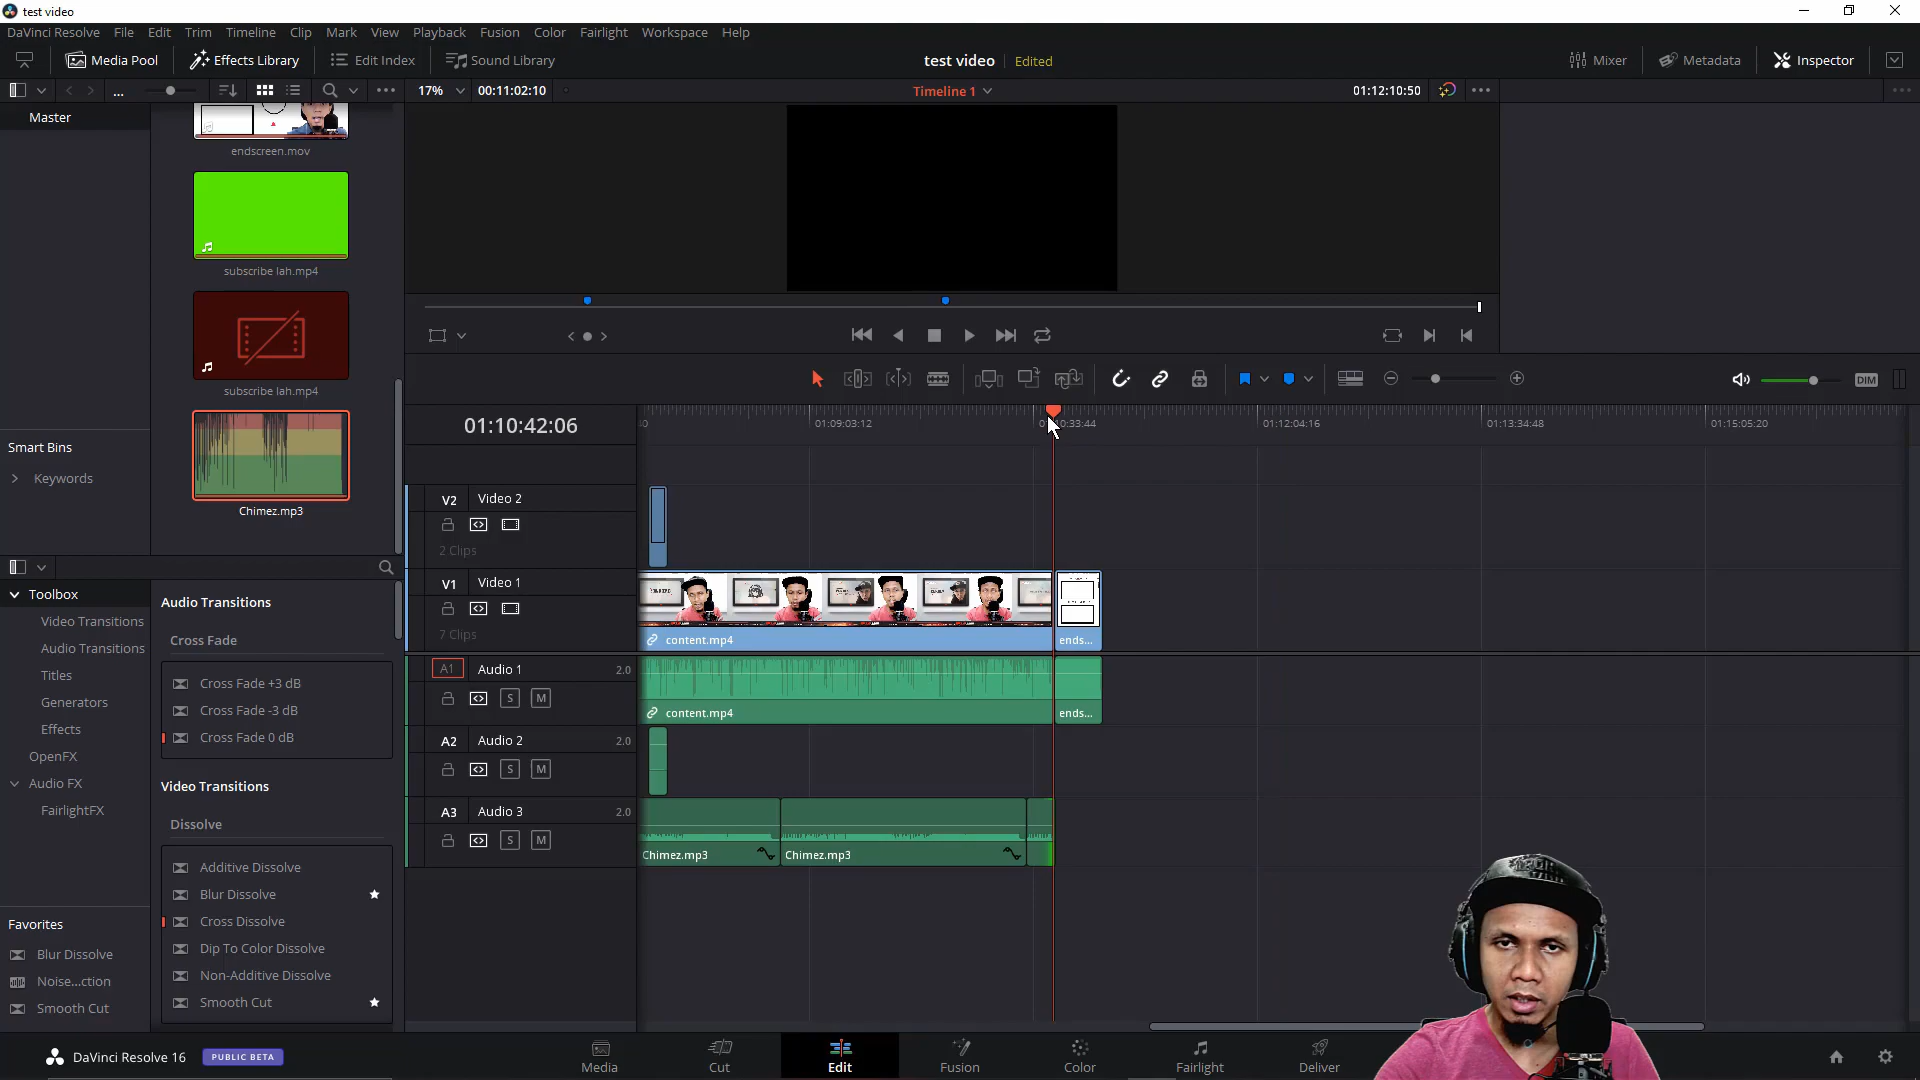 test video
DaVinci Resolve File Edit Trim Timeline Clip Mark View Playback Fusion Color Fairlight Workspace Help
Media Pool Effects Library Edit Index Sound Library test video Edited Mixer Metadata Inspector
... 17% 00:11:02:10 Timeline 1 01:12:10:50
Master
endscreen.mov
subscribe lah.mp4
subscribe lah.mp4
Chimez.mp3
Smart Bins
Keywords
DIM
01:10:42:06
01:09:03:12 01:10:33:44 01:12:04:16 01:13:34:48 01:15:05:20
V2 Video 2
2 Clips
V1 Video 1
7 Clips
content.mp4 ends...
A1 Audio 1 2.0
S M
content.mp4 ends...
A2 Audio 2 2.0
S M
A3 Audio 3 2.0
S M
Chimez.mp3 Chimez.mp3
Toolbox
Video Transitions
Audio Transitions
Titles
Generators
Effects
OpenFX
Audio FX
FairlightFX
Favorites
Blur Dissolve
Noise...ction
Smooth Cut
Audio Transitions
Cross Fade
Cross Fade +3 dB
Cross Fade -3 dB
Cross Fade 0 dB
Video Transitions
Dissolve
Additive Dissolve
Blur Dissolve
Cross Dissolve
Dip To Color Dissolve
Non-Additive Dissolve
Smooth Cut
DaVinci Resolve 16 PUBLIC BETA
Media Cut Edit Fusion Color Fairlight Deliver